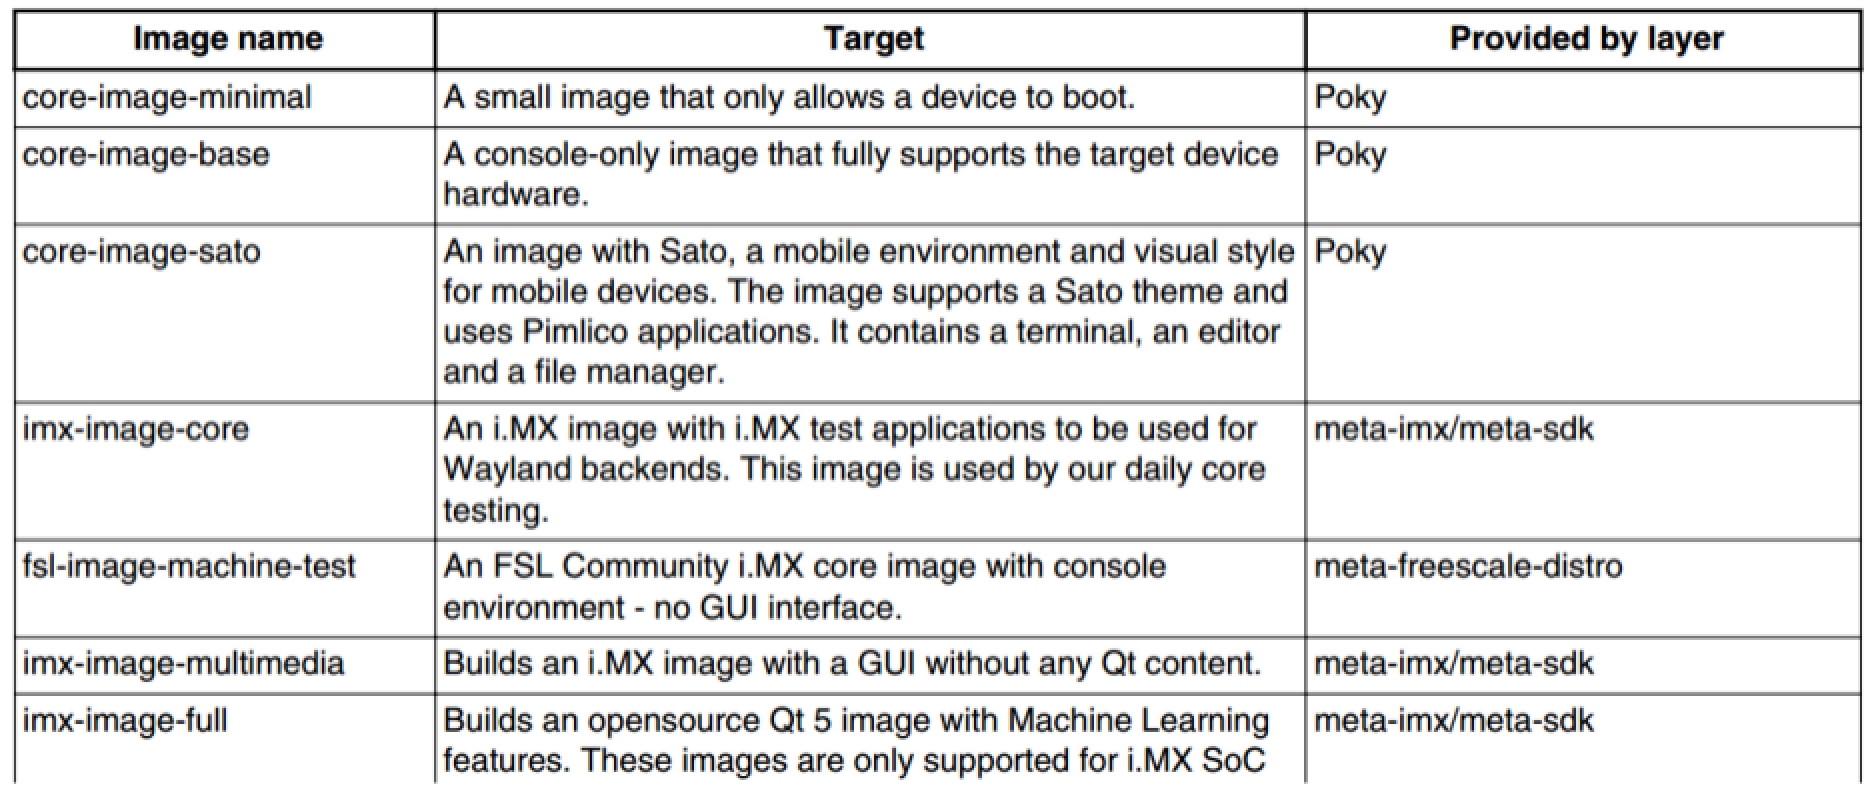 Image name Target Provided by layer
core-image-minimal A small image that only allows a device to boot. Poky
core-image-base A console-only image that fully supports the target device Poky
hardware.
core-image-sato An image with Sato, a mobile environment and visual style Poky
for mobile devices. The image supports a Sato theme and
uses Pimlico applications. It contains a terminal, an editor
and a file manager.
imx-image-core An i.MX image with i.MX test applications to be used for meta-imx/meta-sdk
Wayland backends. This image is used by our daily core
testing.
fsl-image-machine-test An FSL Community i.MX core image with console meta-freescale-distro
environment - no GUI interface.
imx-image-multimedia Builds an i.MX image with a GUI without any Qt content. meta-imx/meta-sdk
imx-image-full Builds an opensource Qt 5 image with Machine Learning meta-imx/meta-sdk
features. These images are only supported for i.MX SoC